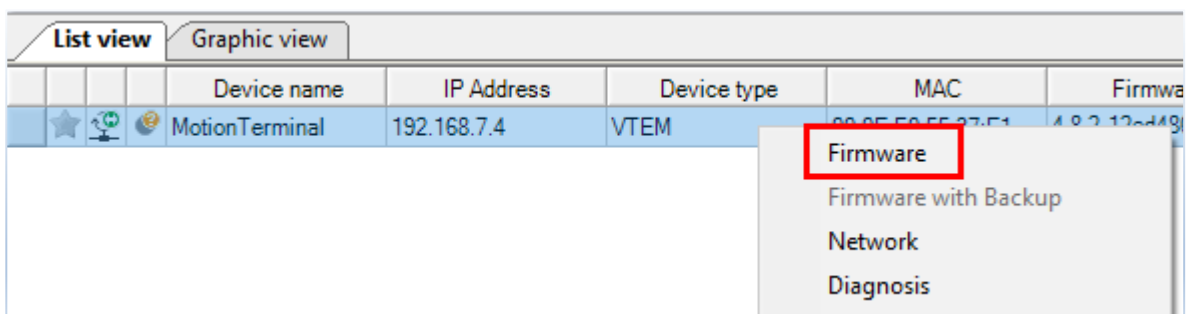 List view Graphic view
Device name IP Address Device type MAC Firmwa
MotionTerminal 192.168.7.4 VTEM
Firmware
Firmware with Backup
Network
Diagnosis